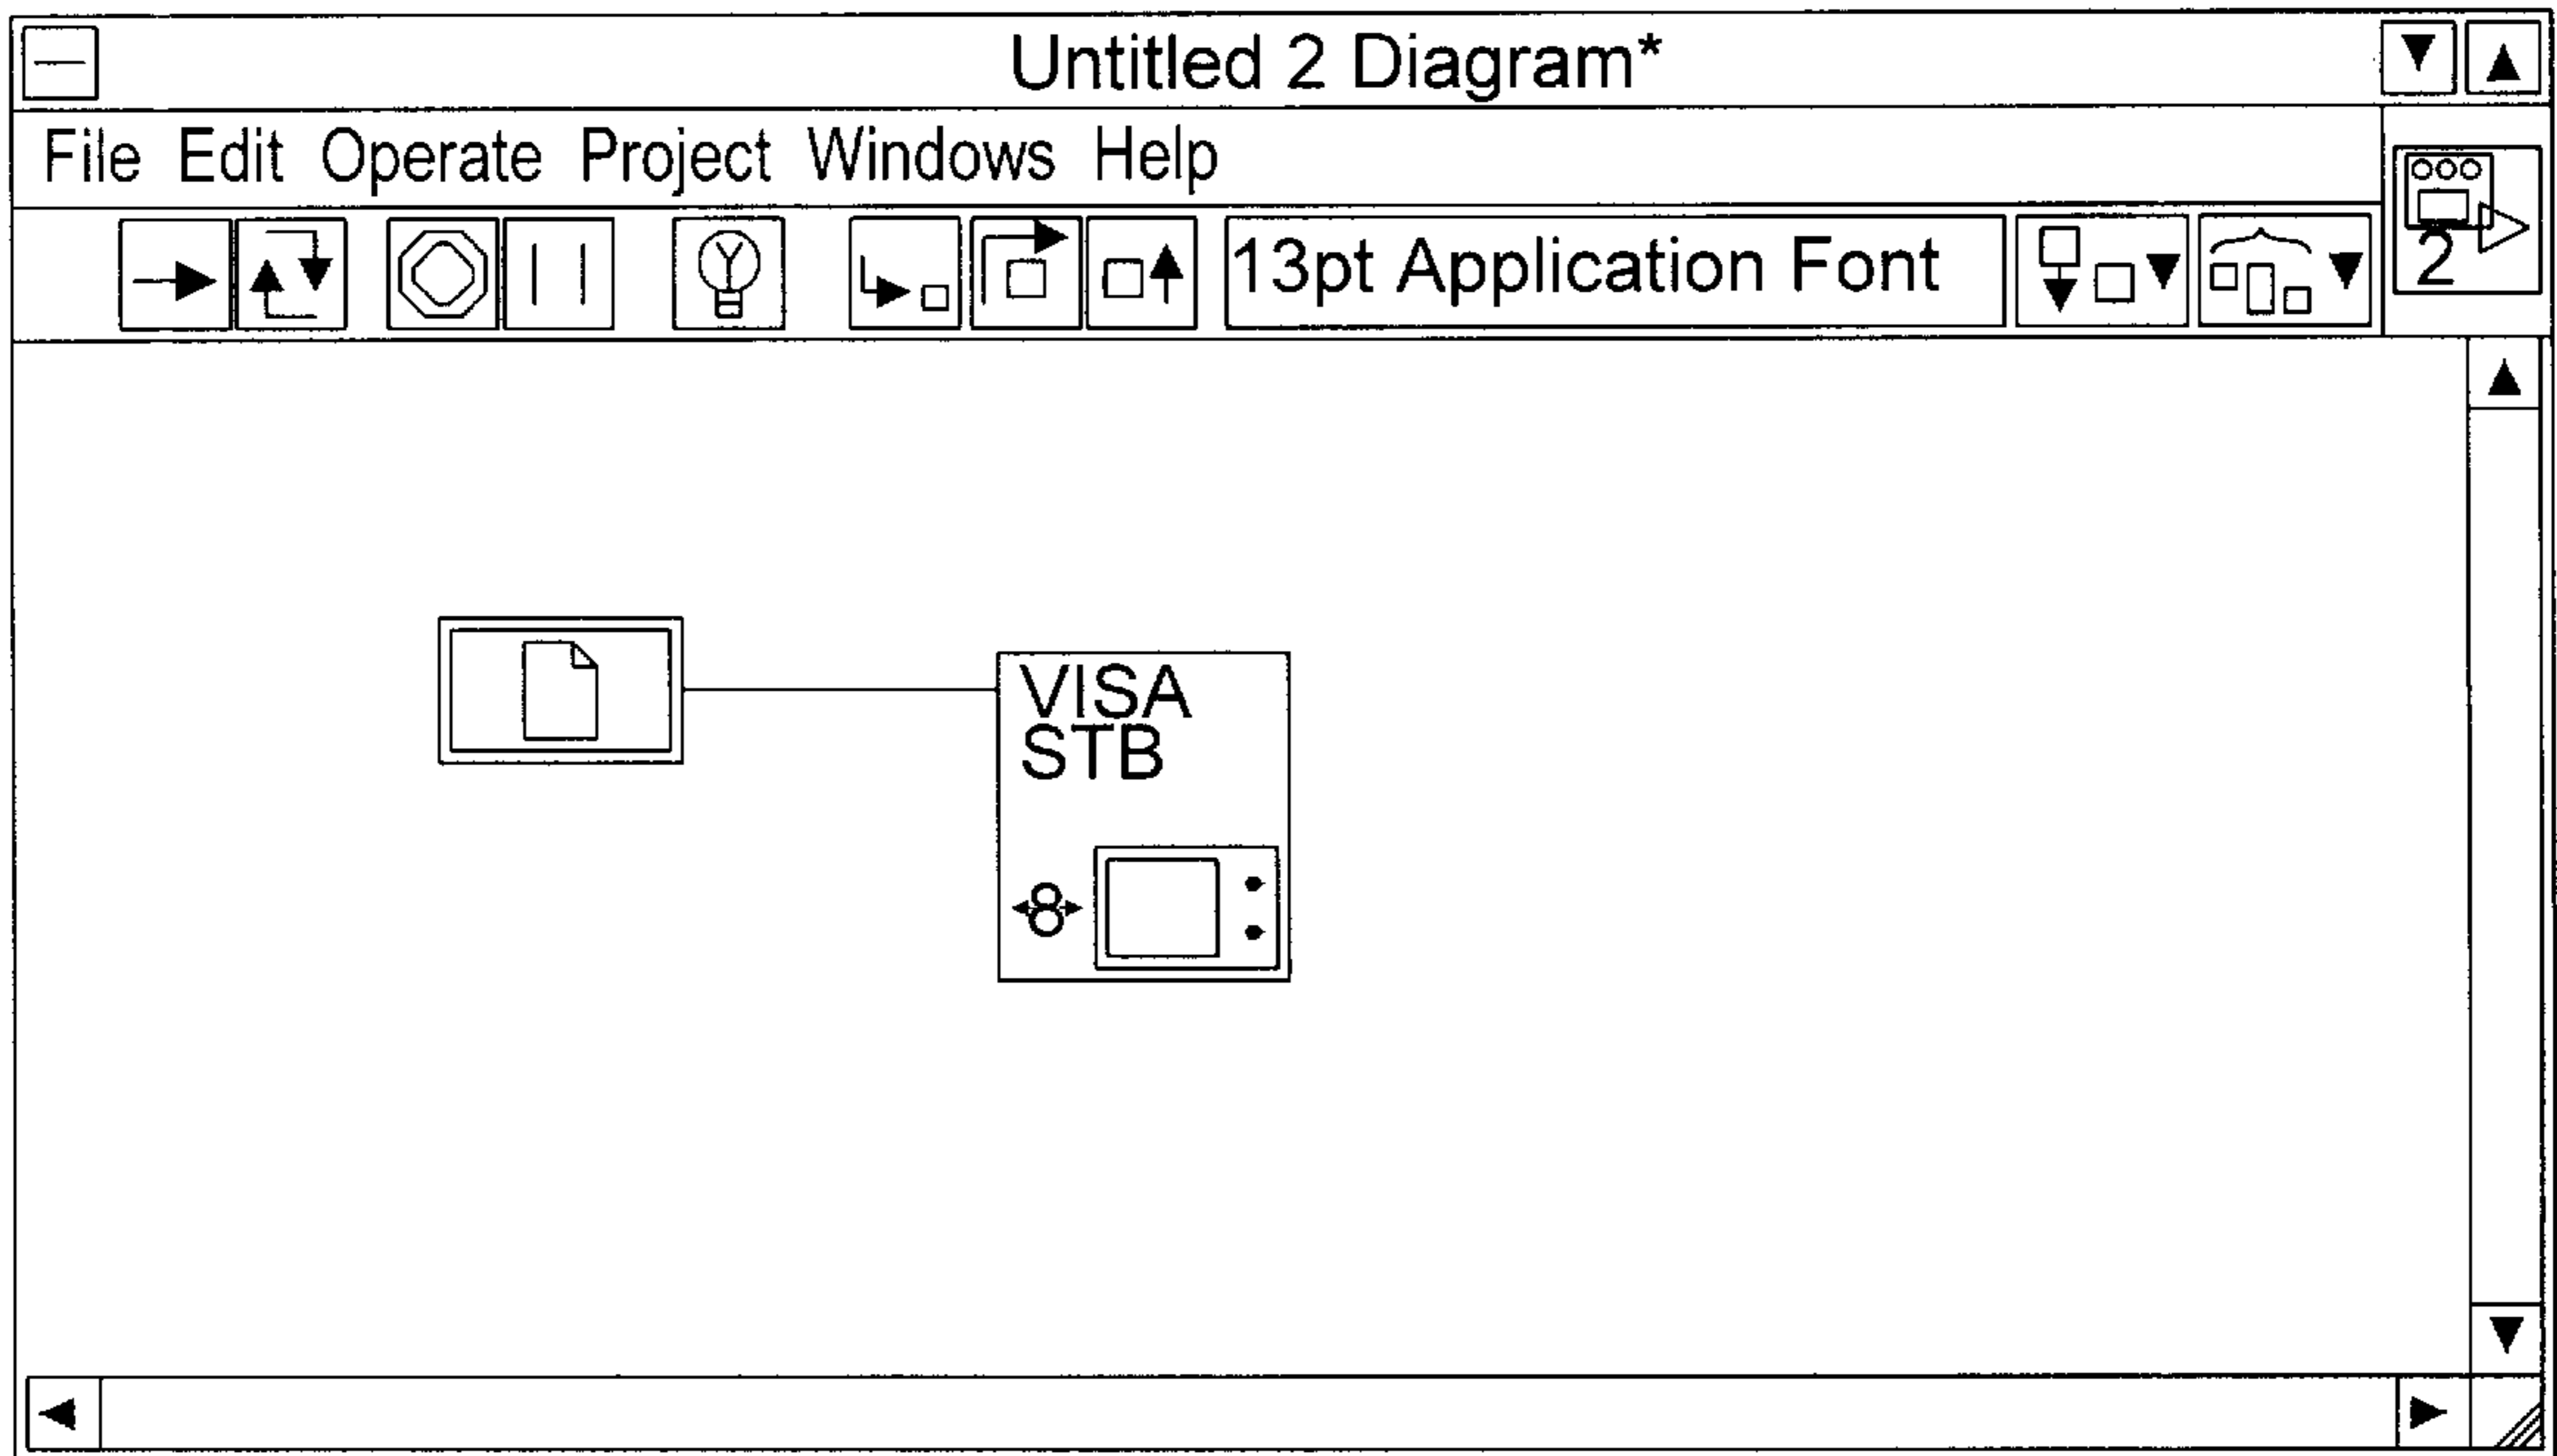 Untitled 2 Diagram*
File Edit Operate Project Windows Help
13pt Application Font
2
VISA
STB
8